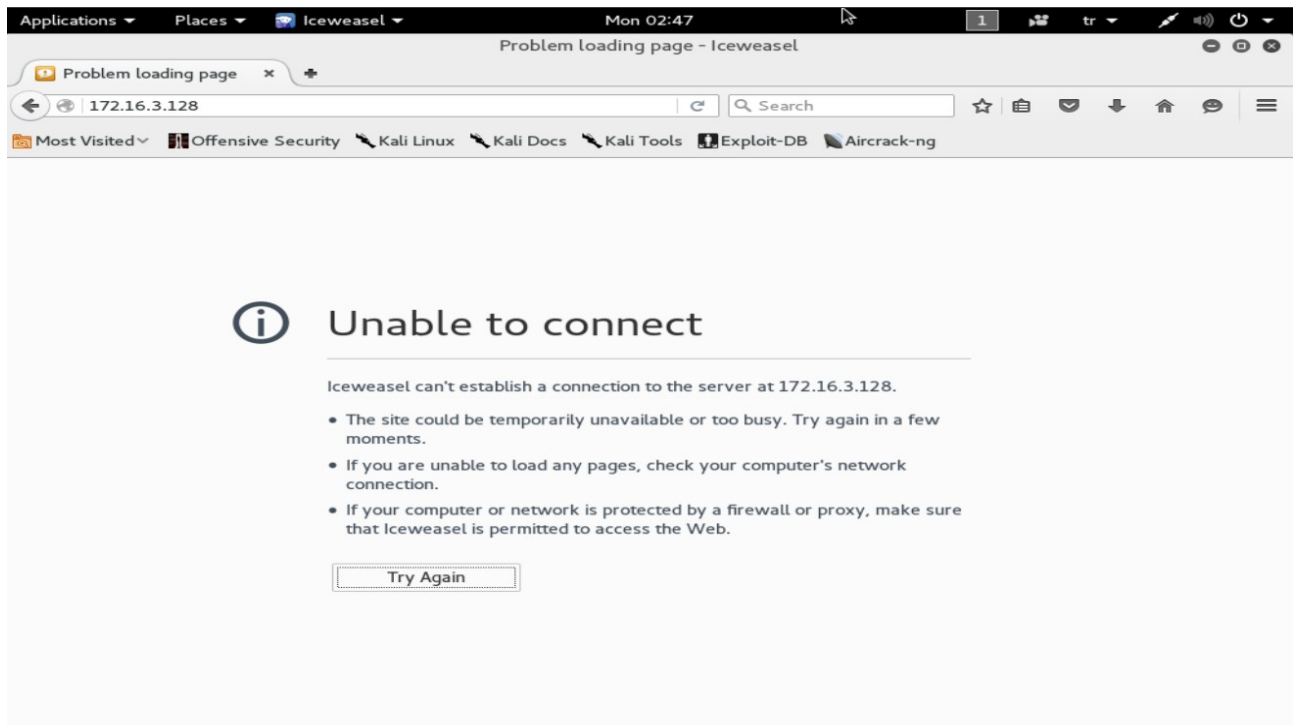 Applications Places Iceweasel Mon 02:47 1 tr
Problem loading page - Iceweasel
Problem loading page
172.16.3.128 Search
Most Visited Offensive Security Kali Linux Kali Docs Kali Tools Exploit-DB Aircrack-ng
Unable to connect
Iceweasel can't establish a connection to the server at 172.16.3.128.
• The site could be temporarily unavailable or too busy. Try again in a few
moments.
• If you are unable to load any pages, check your computer's network
connection.
• If your computer or network is protected by a firewall or proxy, make sure
that Iceweasel is permitted to access the Web.
Try Again